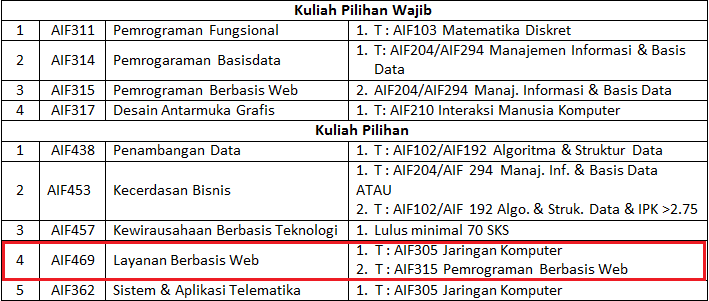 Kuliah Pilihan Wajib
1 AIF311 Pemrograman Fungsional 1. T : AIF103 Matematika Diskret
2 AIF314 Pemrogaraman Basisdata 1. T: AIF204/AIF294 Manajemen Informasi & Basis
Data
3 AIF315 Pemrograman Berbasis Web 2. AIF204/AIF294 Manaj. Informasi & Basis Data
4 AIF317 Desain Antarmuka Grafis 1. T: AIF210 Interaksi Manusia Komputer
Kuliah Pilihan
1 AIF438 Penambangan Data 1. T : AIF102/AIF192 Algoritma & Struktur Data
2 AIF453 Kecerdasan Bisnis 1. T : AIF204/AIF 294 Manaj. Inf. & Basis Data
ATAU
2. T : AIF102/AIF 192 Algo. & Struk. Data & IPK >2.75
3 AIF457 Kewirausahaan Berbasis Teknologi 1. Lulus minimal 70 SKS
4 AIF469 Layanan Berbasis Web 1. T : AIF305 Jaringan Komputer
2. T : AIF315 Pemrograman Berbasis Web
5 AIF362 Sistem & Aplikasi Telematika 1. T : AIF305 Jaringan Komputer